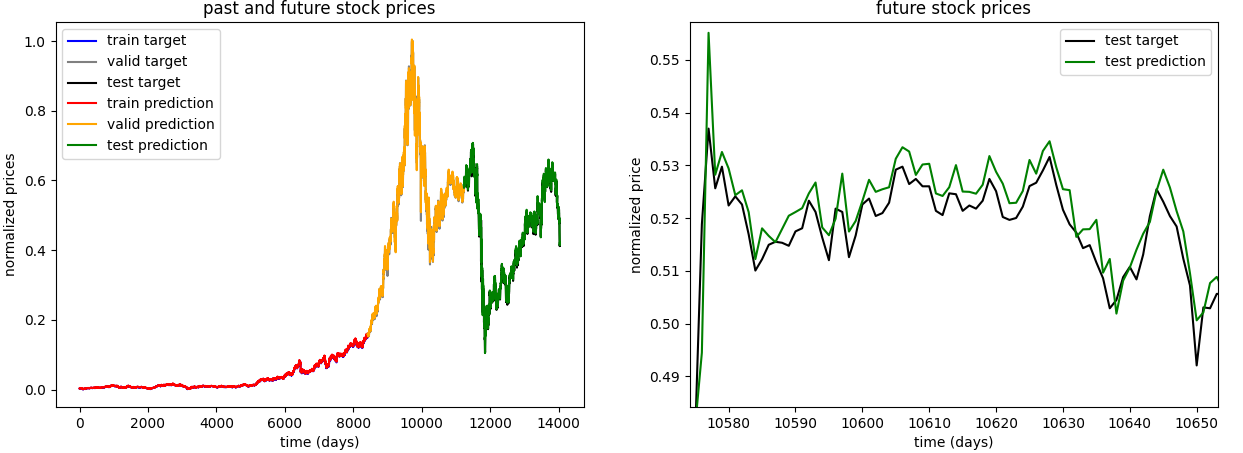 past and future stock prices
normalized prices
1.0
0.8
0.6
0.4
0.2
0.0
train target
valid target
test target
train prediction
valid prediction
test prediction
0 2000 4000 6000 8000 10000 12000 14000
time (days)
future stock prices
normalized price
0.55
0.54
0.53
0.52
0.51
0.50
0.49
test target
test prediction
10580 10590 10600 10610 10620 10630 10640 10650
time (days)